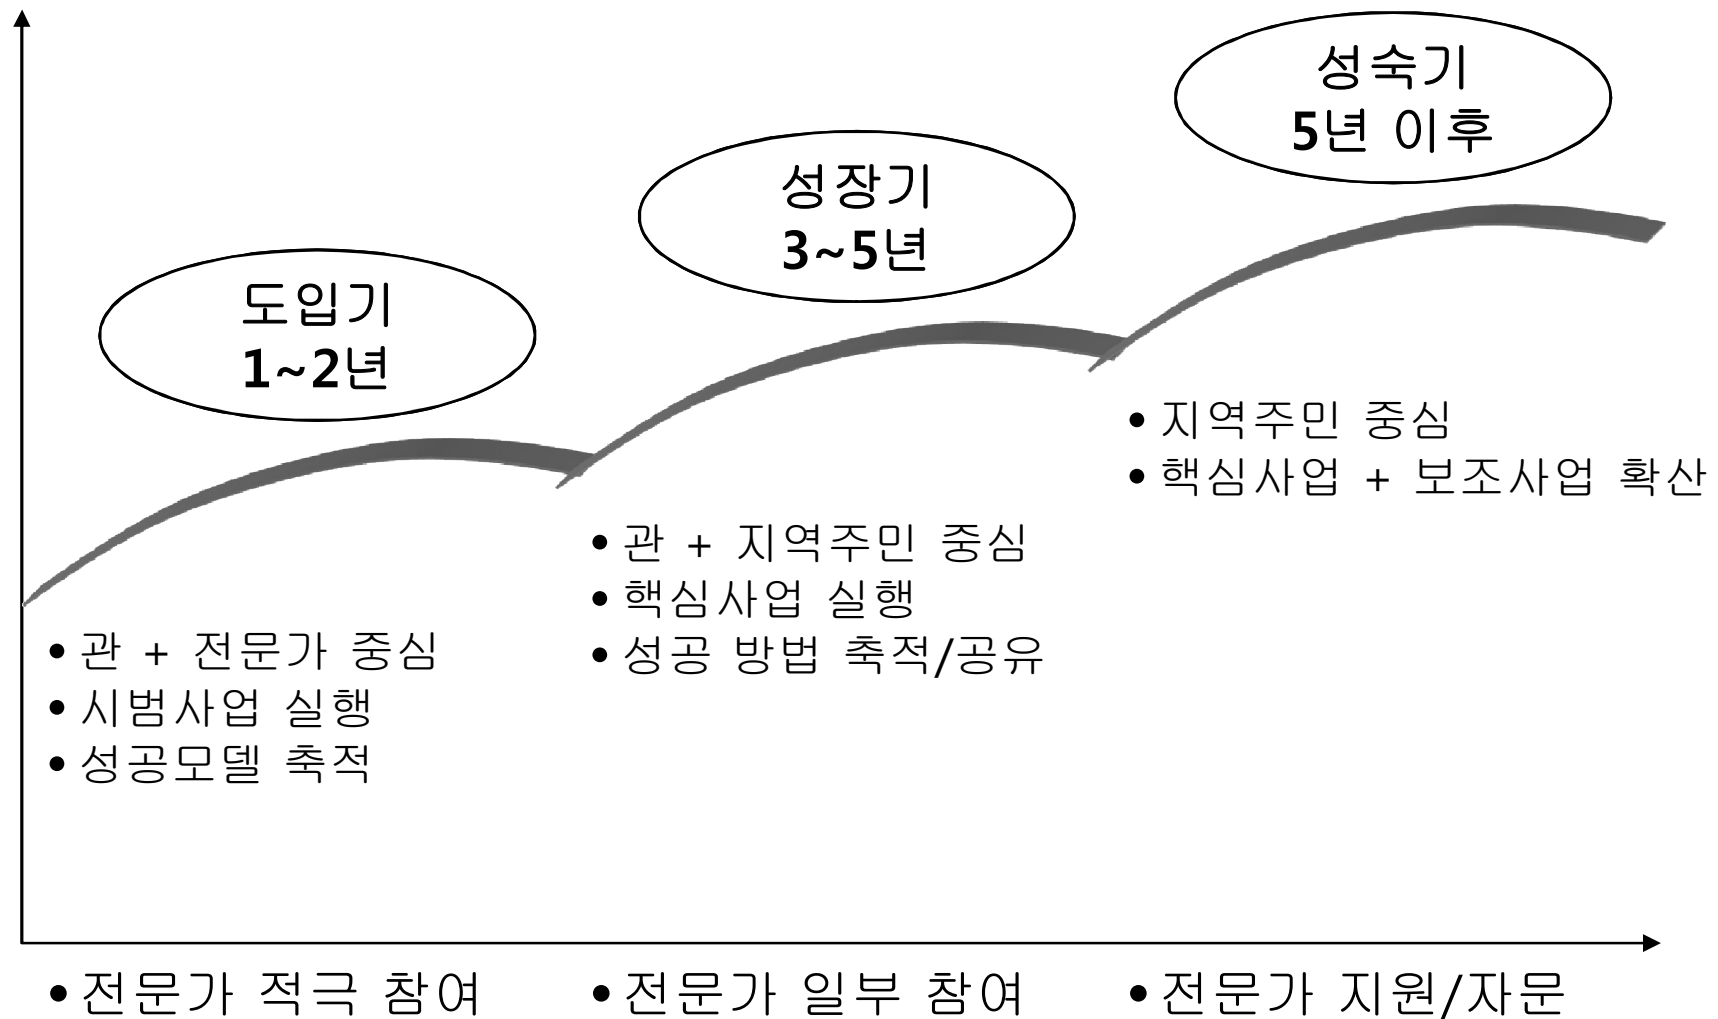 성숙기
5년 이후
성장기
3~5년
도입기
1~2년
• 지역주민 중심
• 핵심사업 + 보조사업 확산
• 관 + 지역주민 중심
• 핵심사업 실행
• 성공 방법 축적/공유
• 관 + 전문가 중심
• 시범사업 실행
• 성공모델 축적
• 전문가 적극 참여
• 전문가 일부 참여
• 전문가 지원/자문